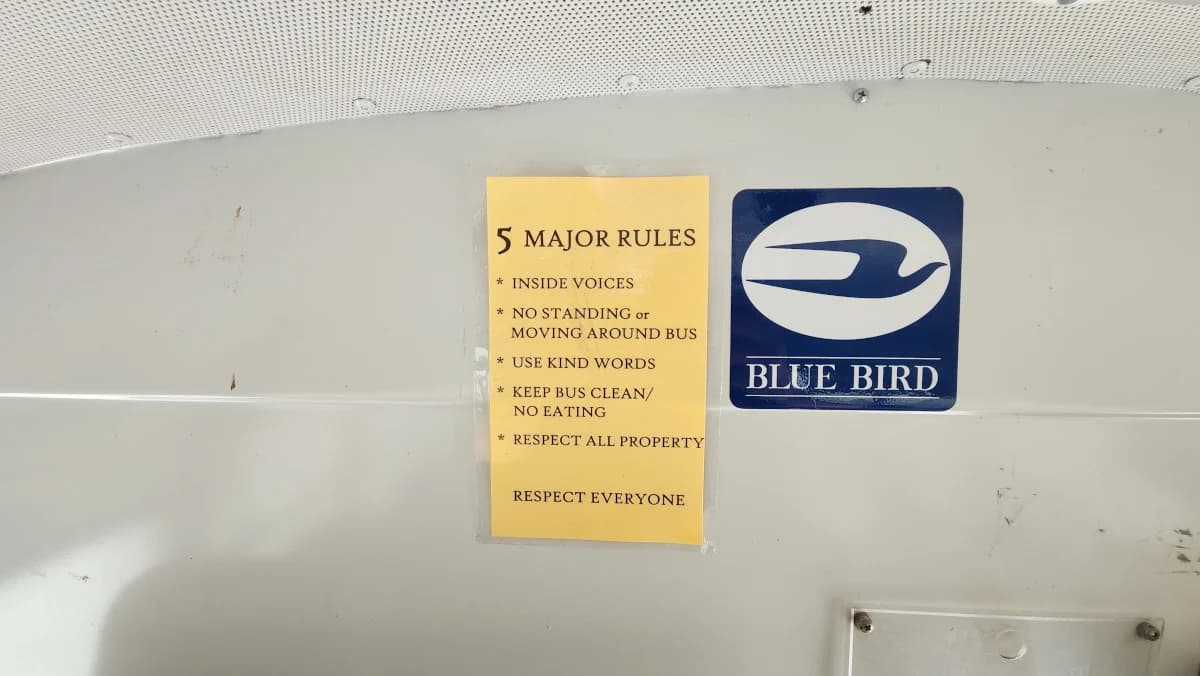 5 MAJOR RULES
* INSIDE VOICES
* NO STANDING or
MOVING AROUND BUS
* USE KIND WORDS
* KEEP BUS CLEAN/
NO EATING
* RESPECT ALL PROPERTY
RESPECT EVERYONE
BLUE BIRD